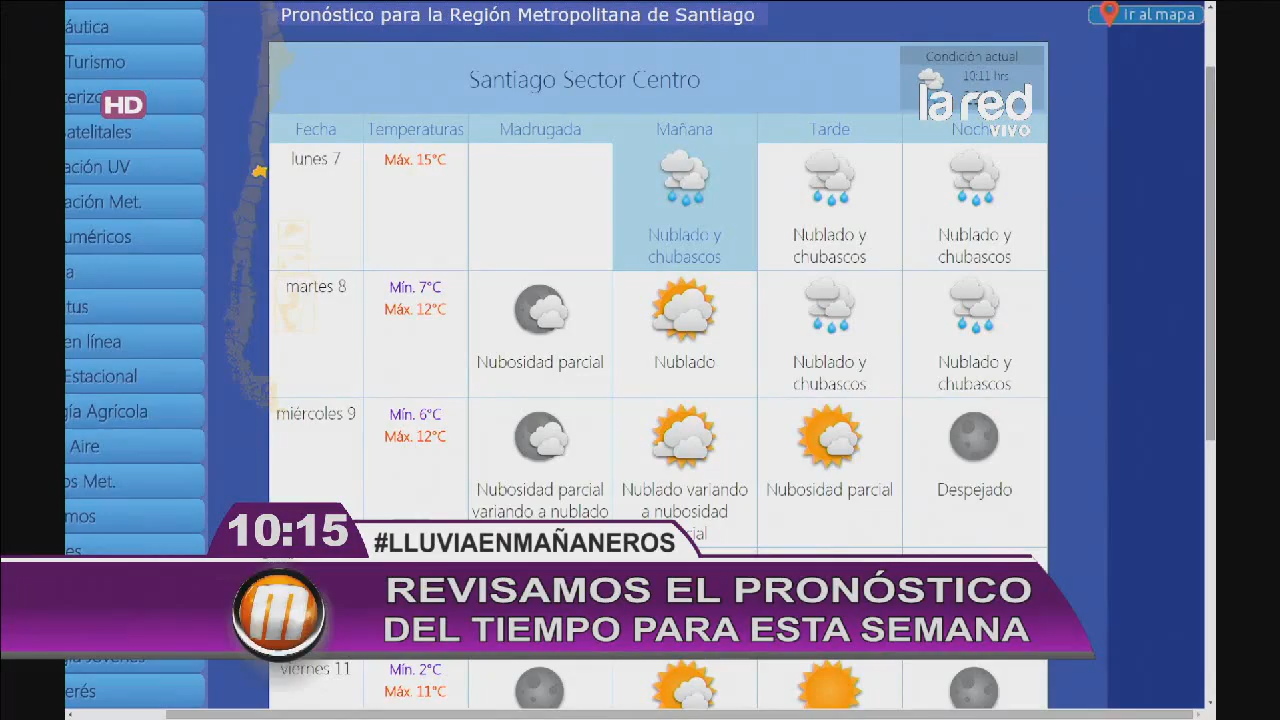 Pronóstico para la Región Metropolitana de Santiago
Ir al mapa
áutica
Turismo
HD
atelitales
ación UV
ación Met.
uméricos
a
tus
en línea
Estacional
gía Agrícola
Aire
os Met.
mos
erés
Santiago Sector Centro
Condición actual
10:11 hrs
la red
VIVO
Fecha Temperaturas Madrugada Mañana Tarde Noch
lunes 7 Máx. 15°C
Nublado y Nublado y Nublado y
chubascos chubascos chubascos
martes 8 Mín. 7°C
Máx. 12°C
Nubosidad parcial Nublado Nublado y Nublado y
chubascos chubascos
miércoles 9 Mín. 6°C
Máx. 12°C
Nubosidad parcial Nublado variando Nubosidad parcial Despejado
variando a nublado a nubosidad
10:15
#LLUVIAENMAÑANEROS
m
REVISAMOS EL PRONÓSTICO
DEL TIEMPO PARA ESTA SEMANA
viernes 11 Mín. 2°C
Máx. 11°C